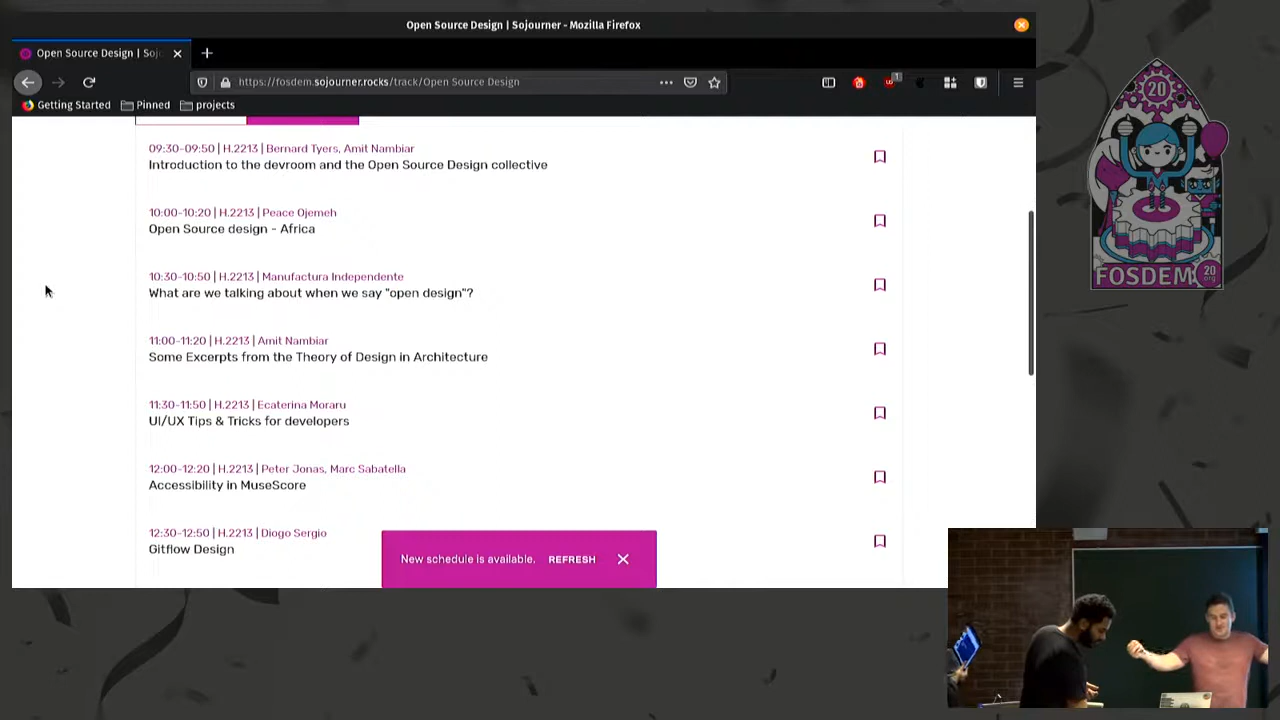 Open Source Design | Sojourner - Mozilla Firefox
Open Source Design | Soj
https://fosdem.sojourner.rocks/track/Open Source Design
1
Getting Started
Pinned
projects
09:30-09:50 | H.2213 | Bernard Tyers, Amit Nambiar
Introduction to the devroom and the Open Source Design collective
10:00-10:20 | H.2213 | Peace Ojemeh
Open Source design - Africa
10:30-10:50 | H.2213 | Manufactura Independente
What are we talking about when we say "open design"?
11:00-11:20 | H.2213 | Amit Nambiar
Some Excerpts from the Theory of Design in Architecture
11:30-11:50 | H.2213 | Ecaterina Moraru
UI/UX Tips & Tricks for developers
12:00-12:20 | H.2213 | Peter Jonas, Marc Sabatella
Accessibility in MuseScore
12:30-12:50 | H.2213 | Diogo Sergio
Gitflow Design
New schedule is available. REFRESH
20
FOSDEM 20
.org